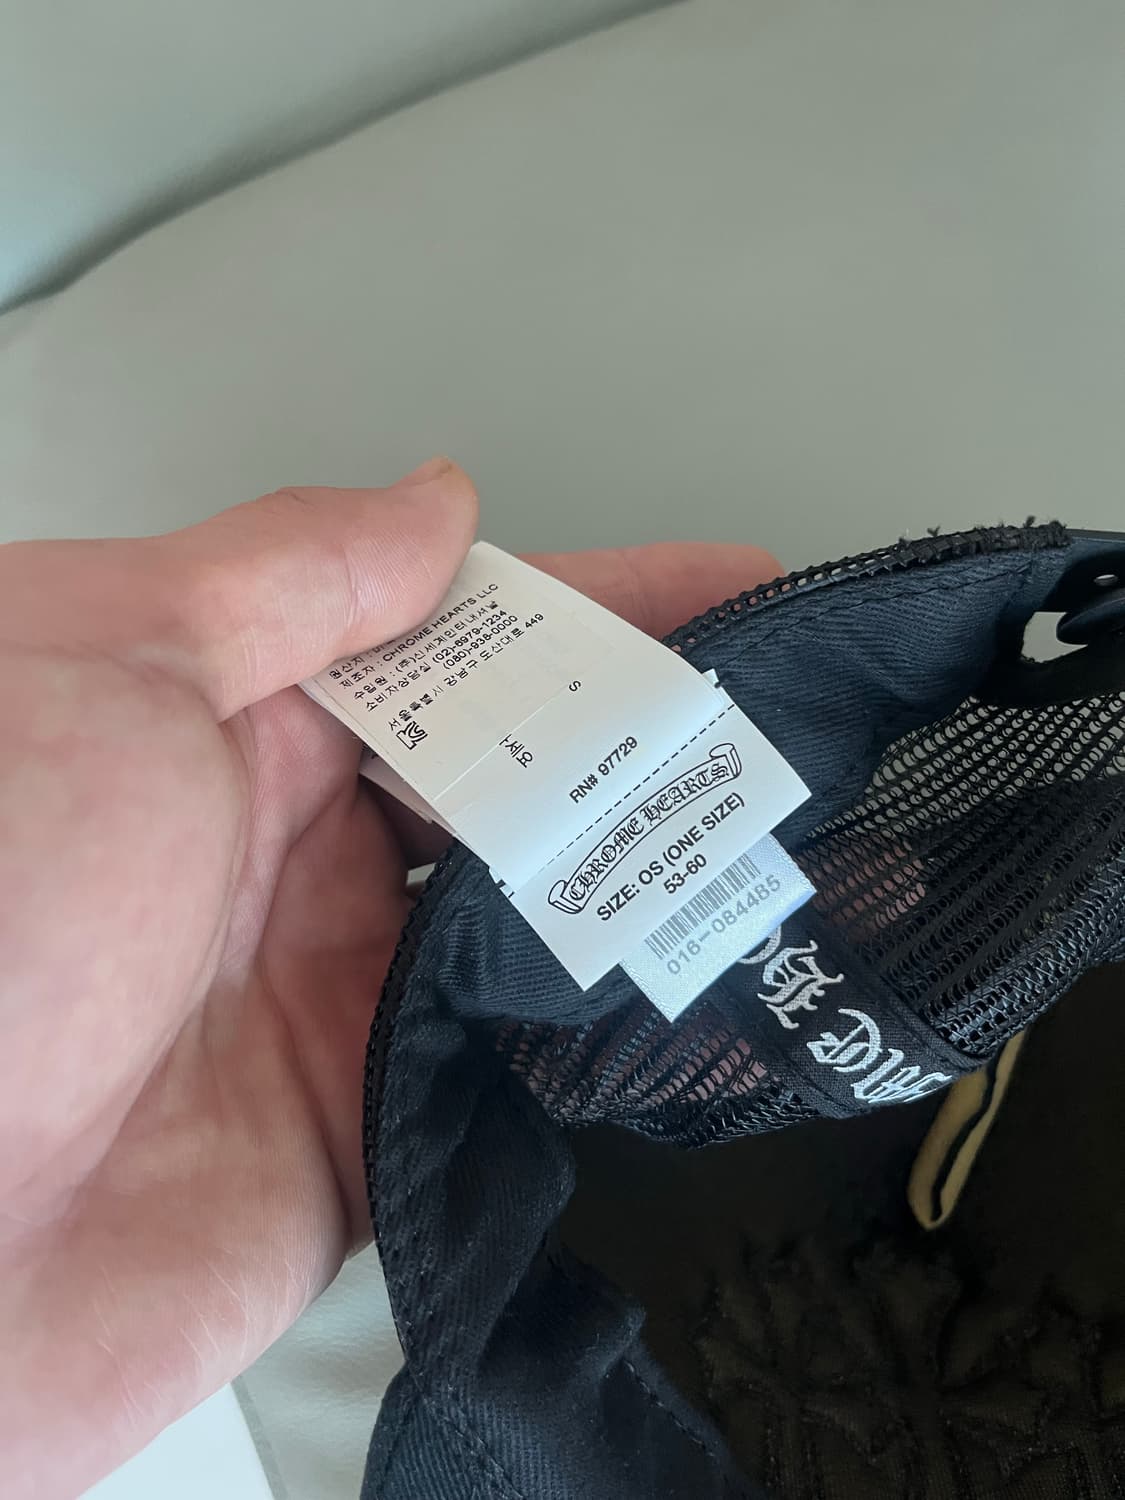 원산지 :
제조자 : CHROME HEARTS LLC
수입원 : (주)신세계인터내셔날
소비자상담실 (02)-6979-1234
(080)-938-0000
서울특별시 강남구 도산대로 449
S
RN# 97729
CHROME HEARTS
SIZE: OS (ONE SIZE)
53-60
016-084485